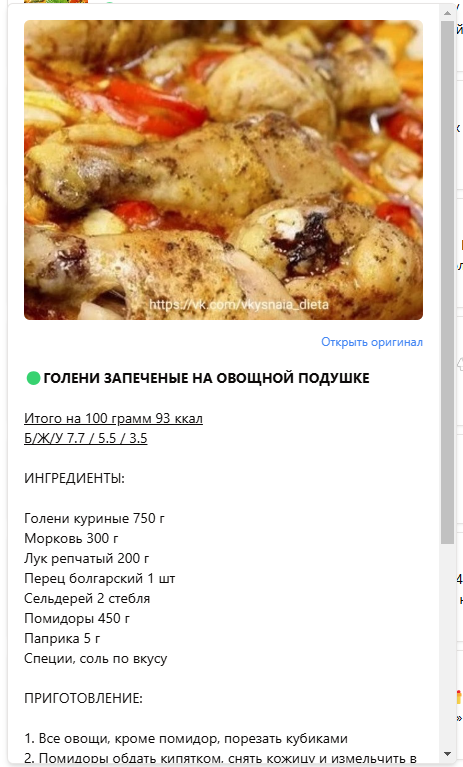 https://vk.com/vkysnaia_dieta
Открыть оригинал
ГОЛЕНИ ЗАПЕЧЕНЫЕ НА ОВОЩНОЙ ПОДУШКЕ
Итого на 100 грамм 93 ккал
Б/Ж/У 7.7 / 5.5 / 3.5
ИНГРЕДИЕНТЫ:
Голени куриные 750 г
Морковь 300 г
Лук репчатый 200 г
Перец болгарский 1 шт
Сельдерей 2 стебля
Помидоры 450 г
Паприка 5 г
Специи, соль по вкусу
ПРИГОТОВЛЕНИЕ:
1. Все овощи, кроме помидор, порезать кубиками
2. Помидоры обдать кипятком, снять кожицу и измельчить в